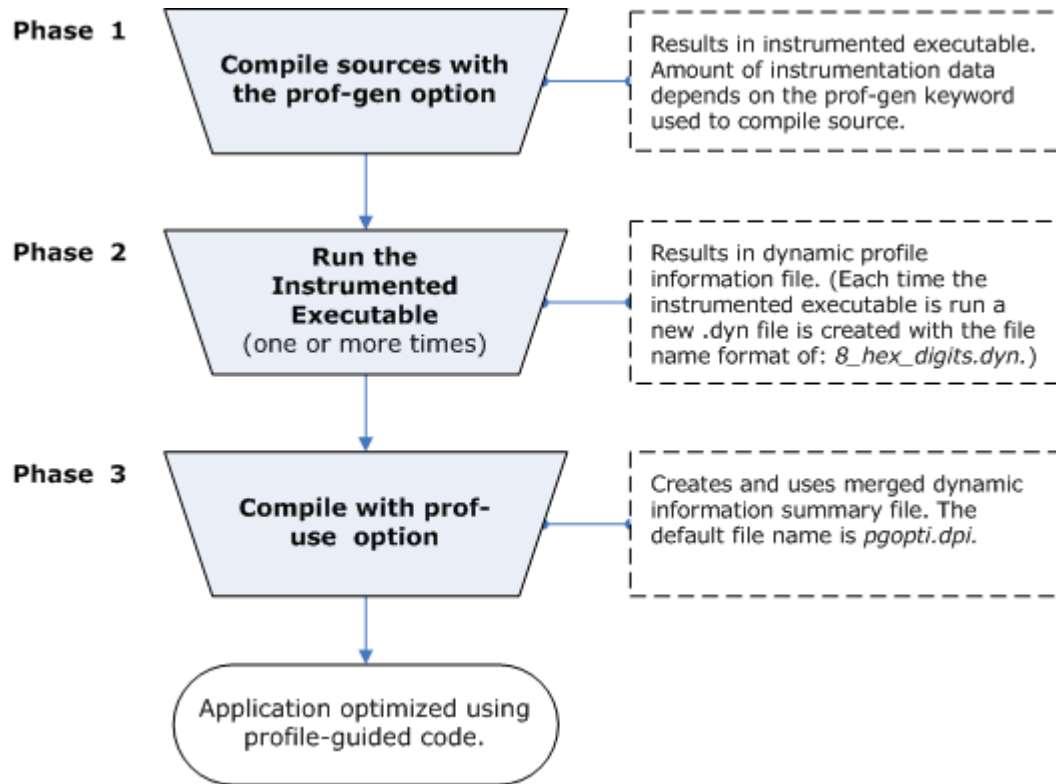 Phase 1
Compile sources with
the prof-gen option
Results in instrumented executable.
Amount of instrumentation data
depends on the prof-gen keyword
used to compile source.
Phase 2
Run the
Instrumented
Executable
(one or more times)
Results in dynamic profile
information file. (Each time the
instrumented executable is run a
new .dyn file is created with the file
name format of: 8_hex_digits.dyn.)
Phase 3
Compile with prof-
use option
Creates and uses merged dynamic
information summary file. The
default file name is pgopti.dpi.
Application optimized using
profile-guided code.